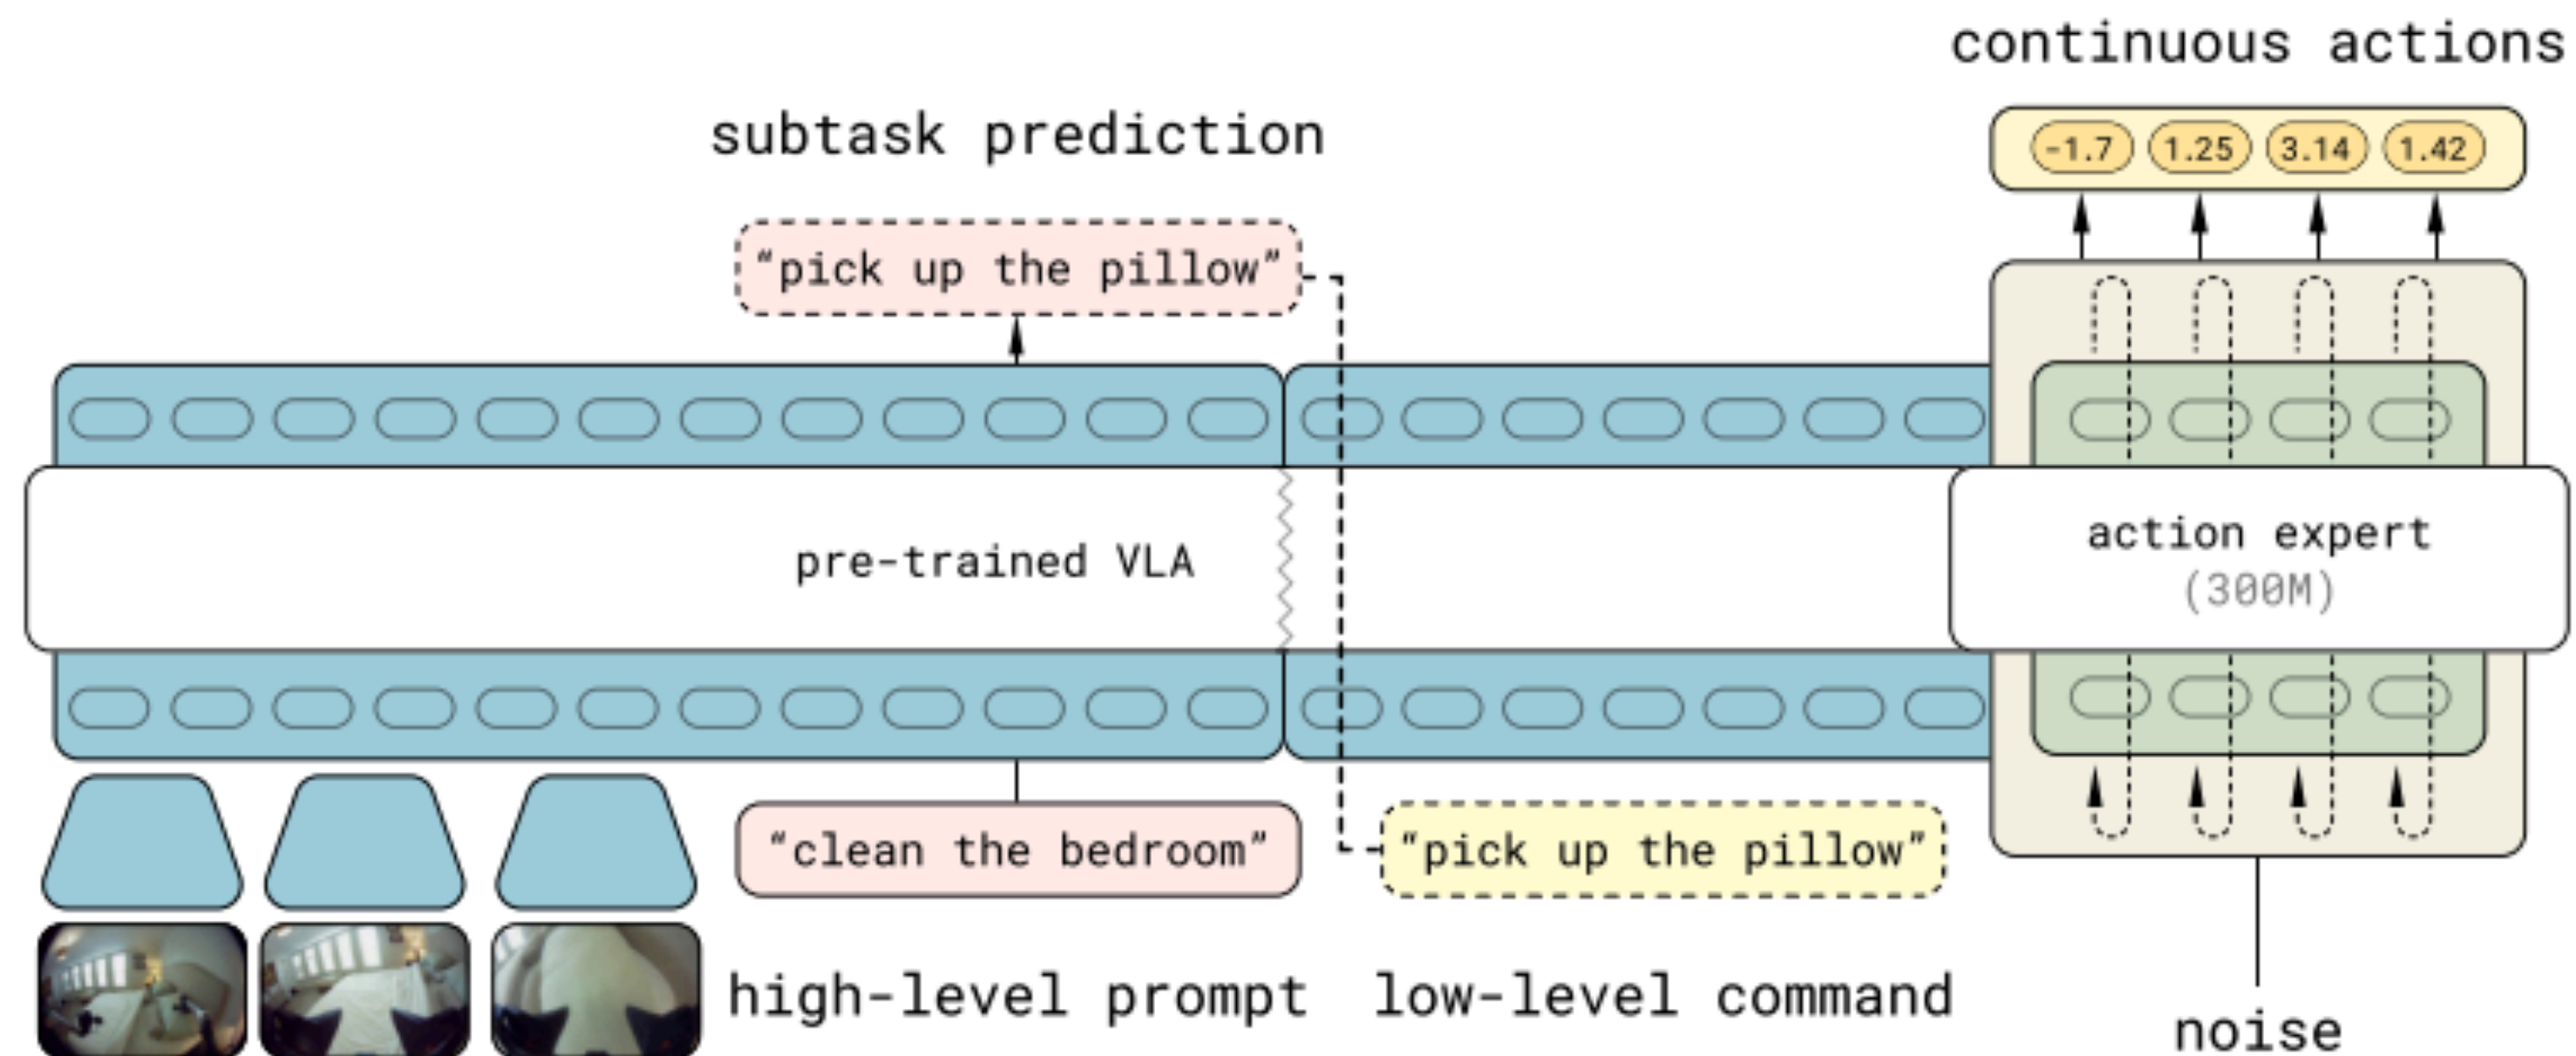 continuous actions
-1.7 1.25 3.14 1.42
subtask prediction
“pick up the pillow”
pre-trained VLA
action expert
(300M)
“clean the bedroom”
“pick up the pillow”
high-level prompt
low-level command
noise